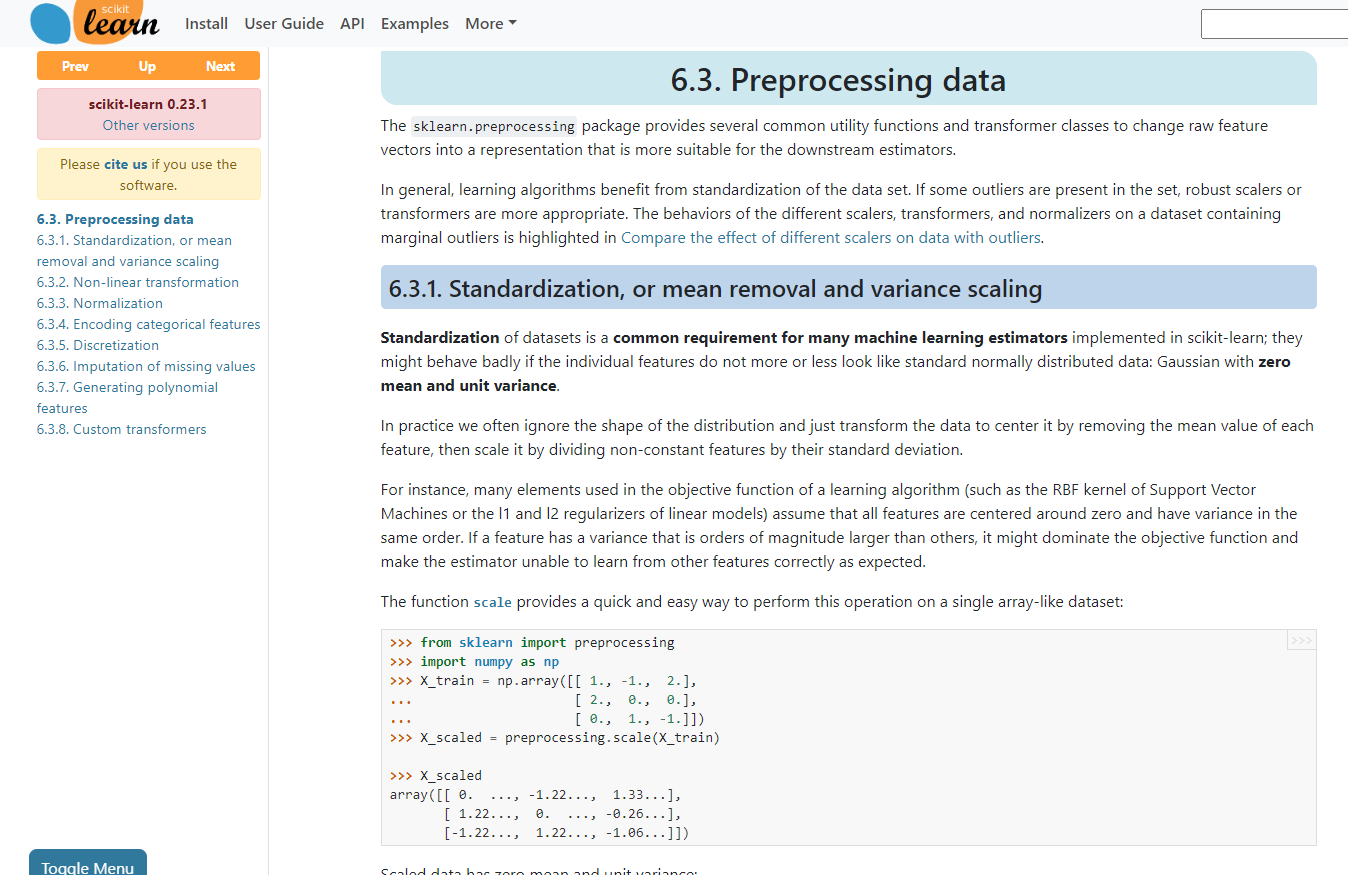 scikit
learn
Install User Guide API Examples More
Prev Up Next
scikit-learn 0.23.1
Other versions
Please cite us if you use the
software.
6.3. Preprocessing data
6.3.1. Standardization, or mean
removal and variance scaling
6.3.2. Non-linear transformation
6.3.3. Normalization
6.3.4. Encoding categorical features
6.3.5. Discretization
6.3.6. Imputation of missing values
6.3.7. Generating polynomial
features
6.3.8. Custom transformers
Toggle Menu
6.3. Preprocessing data
The sklearn.preprocessing package provides several common utility functions and transformer classes to change raw feature
vectors into a representation that is more suitable for the downstream estimators.
In general, learning algorithms benefit from standardization of the data set. If some outliers are present in the set, robust scalers or
transformers are more appropriate. The behaviors of the different scalers, transformers, and normalizers on a dataset containing
marginal outliers is highlighted in Compare the effect of different scalers on data with outliers.
6.3.1. Standardization, or mean removal and variance scaling
Standardization of datasets is a common requirement for many machine learning estimators implemented in scikit-learn; they
might behave badly if the individual features do not more or less look like standard normally distributed data: Gaussian with zero
mean and unit variance.
In practice we often ignore the shape of the distribution and just transform the data to center it by removing the mean value of each
feature, then scale it by dividing non-constant features by their standard deviation.
For instance, many elements used in the objective function of a learning algorithm (such as the RBF kernel of Support Vector
Machines or the l1 and l2 regularizers of linear models) assume that all features are centered around zero and have variance in the
same order. If a feature has a variance that is orders of magnitude larger than others, it might dominate the objective function and
make the estimator unable to learn from other features correctly as expected.
The function scale provides a quick and easy way to perform this operation on a single array-like dataset:
>>>
>>> from sklearn import preprocessing
>>> import numpy as np
>>> X_train = np.array([[ 1., -1.,  2.],
...                     [ 2.,  0.,  0.],
...                     [ 0.,  1., -1.]])
>>> X_scaled = preprocessing.scale(X_train)
>>> X_scaled
array([[ 0.  ..., -1.22...,  1.33...],
       [ 1.22...,  0.  ..., -0.26...],
       [-1.22...,  1.22..., -1.06...]])
Scaled data has zero mean and unit variance: